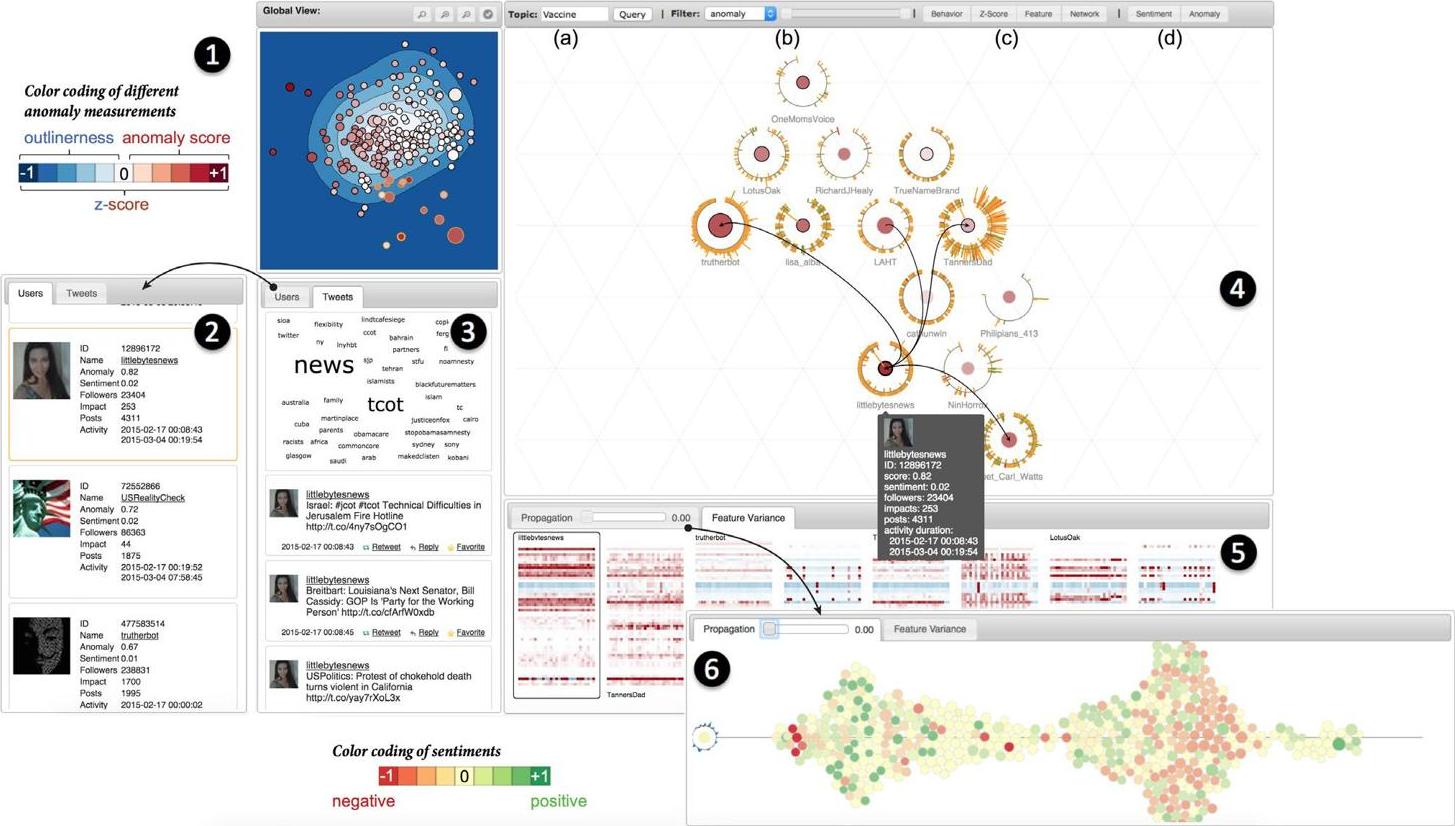 1
Color coding of different
anomaly measurements
outlinerness anomaly score
-1 0 +1
z-score
Global View:
Topic: Vaccine Query | Filter: anomaly | Behavior Z-Score Feature Network | Sentiment Anomaly
(a) (b) (c) (d)
OneMomsVoice
LotusOak RichardJHealy TrueNameBrand
trutherbot lisa_alba LAHT TannersDad
cathunwin Philipians_413
littlebytesnews NinHorror
et_Carl_Watts
4
littlebytesnews
ID: 12896172
score: 0.82
sentiment: 0.02
followers: 23404
impacts: 253
posts: 4311
activity duration:
2015-02-17 00:08:43
2015-03-04 00:19:54
Users Tweets
2
ID 12896172
Name littlebytesnews
Anomaly 0.82
Sentiment 0.02
Followers 23404
Impact 253
Posts 4311
Activity 2015-02-17 00:08:43
2015-03-04 00:19:54
ID 72552866
Name USRealityCheck
Anomaly 0.72
Sentiment 0.02
Followers 86363
Impact 44
Posts 1875
Activity 2015-02-17 00:19:52
2015-03-04 07:58:45
ID 477583514
Name trutherbot
Anomaly 0.67
Sentiment 0.01
Followers 238831
Impact 1700
Posts 1995
Activity 2015-02-17 00:00:02
Users Tweets
3
sioa flexibility lindtcafesiege copi
twitter ny lnyhbt ccot bahrain ferg
partners fl
news sjp stfu noamnesty
tehran
islamists blackfuturematters
australia family tcot islam tc
cuba martinplace justiceenfox cairo
parents obamacare stopobamasamnesty
racists africa commoncore sydney sony
glasgow saudi arab makedclisten kobani
littlebytesnews
Israel: #jcot #tcot Technical Difficulties in
Jerusalem Fire Hotline
http://t.co/4ny7sOgCO1
2015-02-17 00:08:43 Retweet Reply Favorite
littlebytesnews
Breitbart: Louisiana's Next Senator, Bill
Cassidy: GOP Is 'Party for the Working
Person' http://t.co/cfArfW0xdb
2015-02-17 00:08:45 Retweet Reply Favorite
littlebytesnews
USPolitics: Protest of chokehold death
turns violent in California
http://t.co/yay7rXoL3x
Propagation 0.00 Feature Variance
5
littlebytesnews trutherbot T LotusOak
TannersDad
Propagation 0.00 Feature Variance
6
Color coding of sentiments
-1 0 +1
negative positive